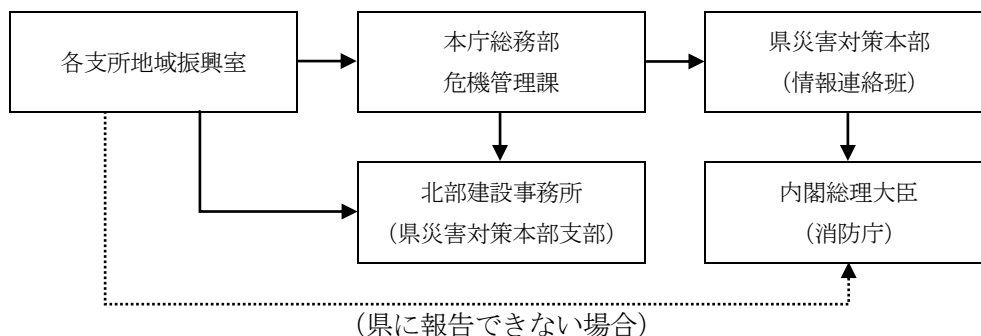 各支所地域振興室
本庁総務部
危機管理課
県災害対策本部
（情報連絡班）
北部建設事務所
（県災害対策本部支部）
内閣総理大臣
（消防庁）
（県に報告できない場合）